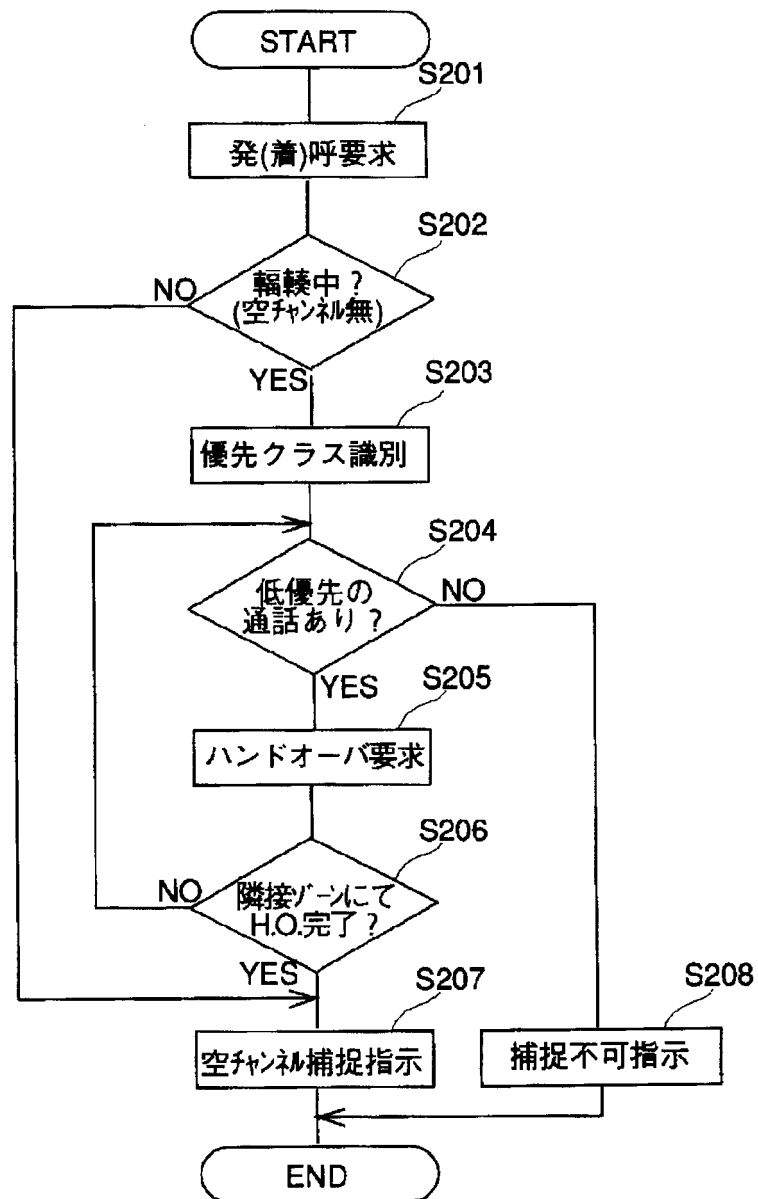 START
S201
発(着)呼要求
S202
輻輳中?
(空チャンネル無)
NO
YES
S203
優先クラス識別
S204
低優先の
通話あり?
NO
YES
S205
ハンドオーバ要求
S206
隣接ゾーンにて
H.O.完了?
NO
YES
S207
空チャンネル捕捉指示
S208
捕捉不可指示
END